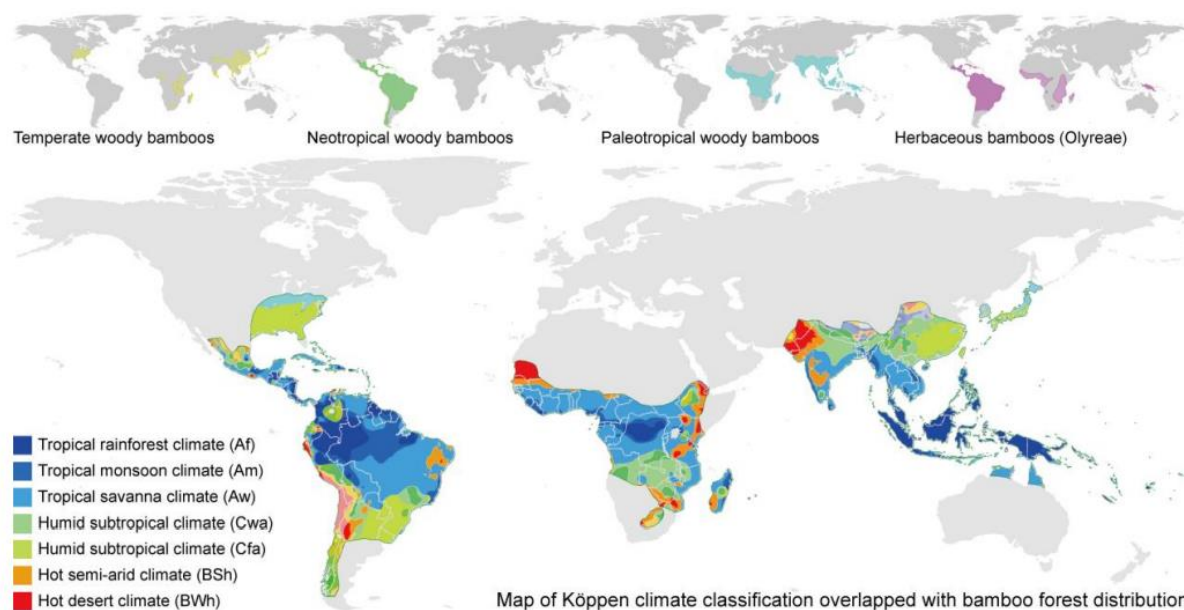 Temperate woody bamboos
Neotropical woody bamboos
Paleotropical woody bamboos
Herbaceous bamboos (Olyreae)
Tropical rainforest climate (Af)
Tropical monsoon climate (Am)
Tropical savanna climate (Aw)
Humid subtropical climate (Cwa)
Humid subtropical climate (Cfa)
Hot semi-arid climate (BSh)
Hot desert climate (BWh)
Map of Köppen climate classification overlapped with bamboo forest distribution